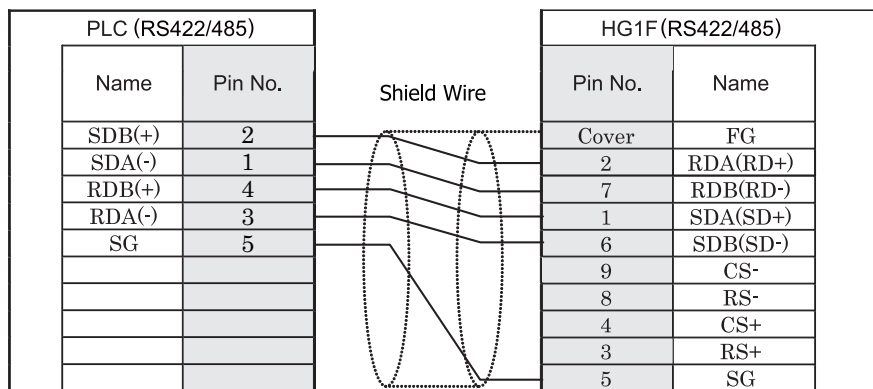 PLC (RS422/485) HG1F(RS422/485)
Name Pin No. Shield Wire Pin No. Name
SDB(+) 2 Cover FG
SDA(-) 1 2 RDA(RD+)
RDB(+) 4 7 RDB(RD-)
RDA(-) 3 1 SDA(SD+)
SG 5 6 SDB(SD-)
9 CS-
8 RS-
4 CS+
3 RS+
5 SG